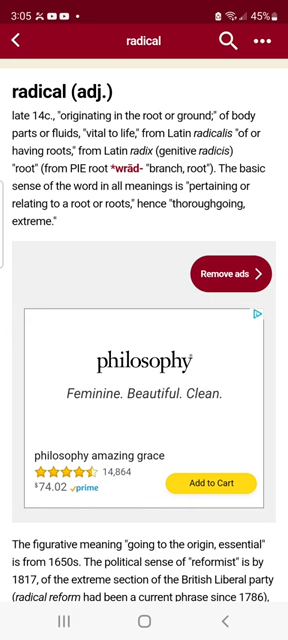 3:05 45%
radical
radical (adj.)
late 14c., "originating in the root or ground;" of body
parts or fluids, "vital to life," from Latin radicalis "of or
having roots," from Latin radix (genitive radicis)
"root" (from PIE root *wrād- "branch, root"). The basic
sense of the word in all meanings is "pertaining or
relating to a root or roots," hence "thoroughgoing,
extreme."
Remove ads
philosophy
Feminine. Beautiful. Clean.
philosophy amazing grace
14,864
$74.02 prime
Add to Cart
The figurative meaning "going to the origin, essential"
is from 1650s. The political sense of "reformist" is by
1817, of the extreme section of the British Liberal party
(radical reform had been a current phrase since 1786),